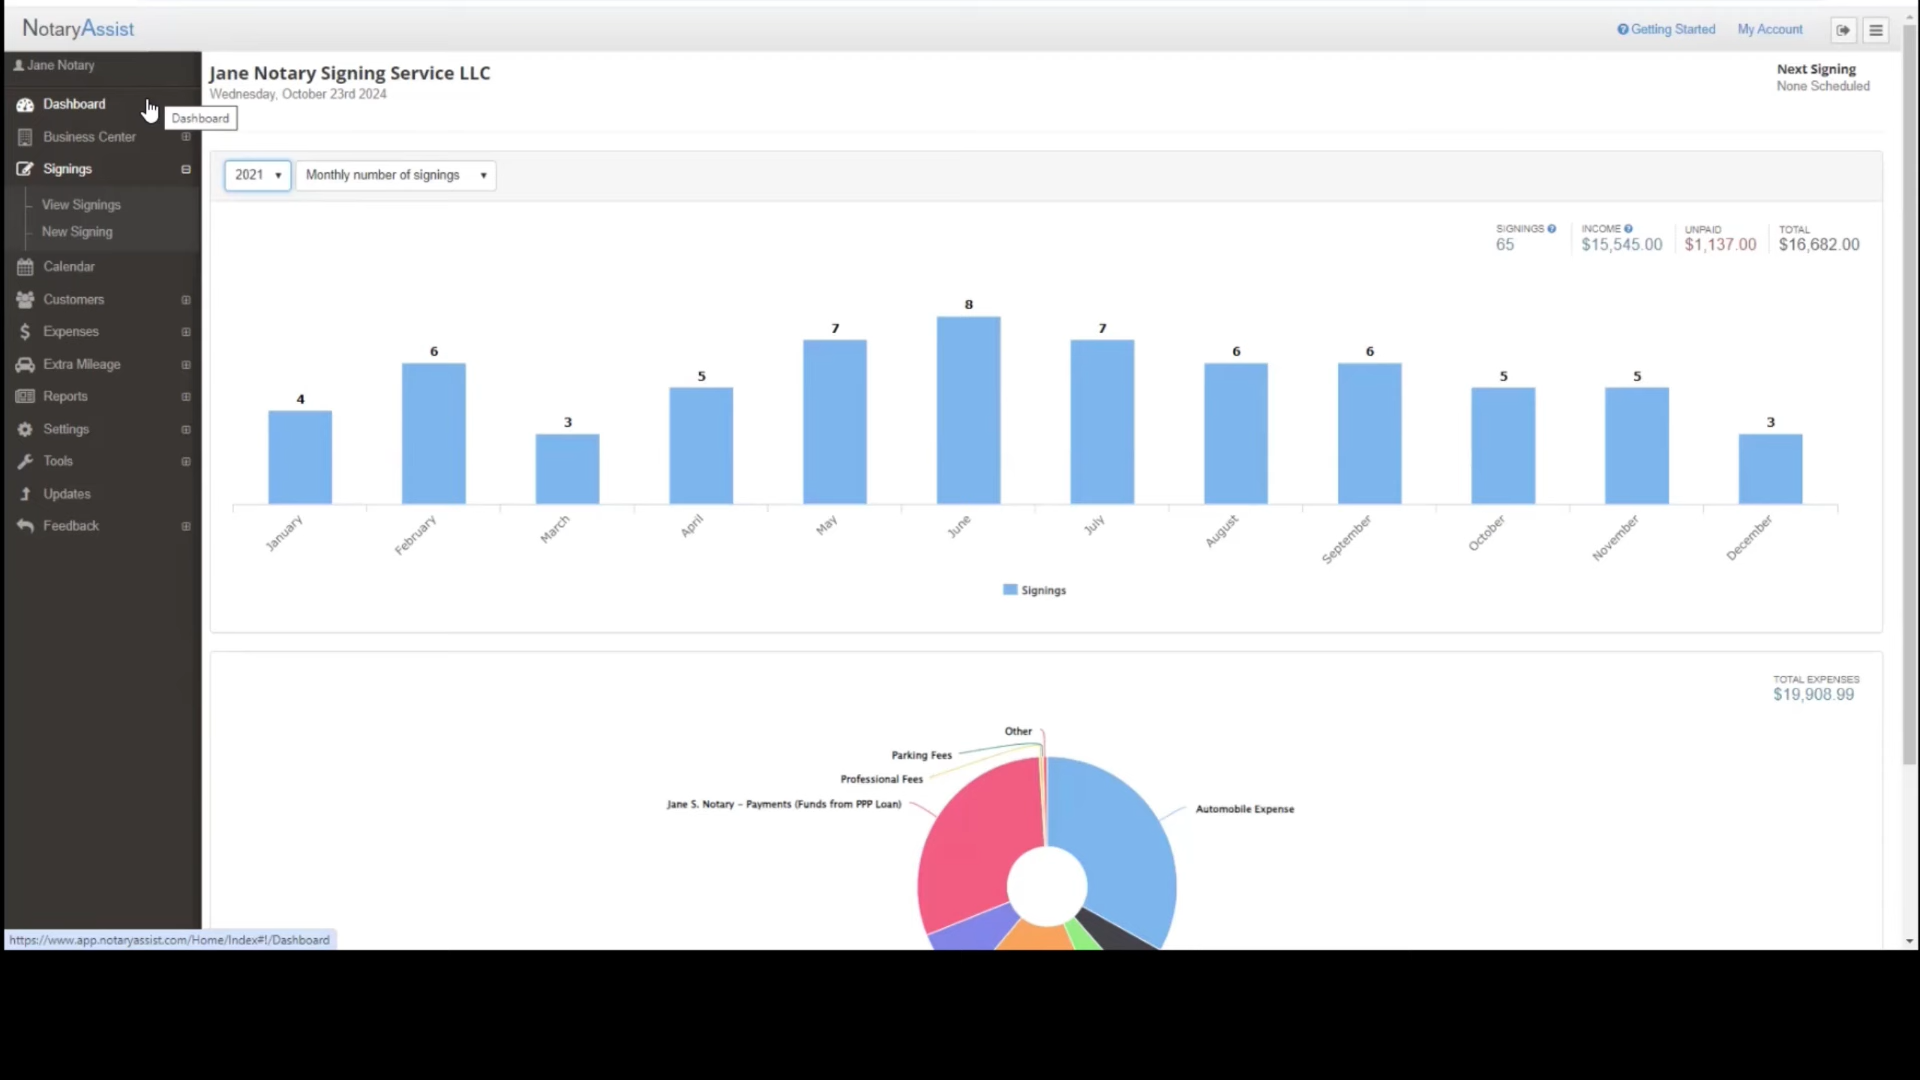 NotaryAssist
Getting Started
My Account
Jane Notary
Dashboard
Dashboard
Business Center
Signings
View Signings
New Signing
Calendar
Customers
Expenses
Extra Mileage
Reports
Settings
Tools
Updates
Feedback
Jane Notary Signing Service LLC
Wednesday, October 23rd 2024
Next Signing
None Scheduled
2021
Monthly number of signings
SIGNINGS
65
INCOME
$15,545.00
UNPAID
$1,137.00
TOTAL
$16,682.00
4
6
3
5
7
8
7
6
6
5
5
3
January
February
March
April
May
June
July
August
September
October
November
December
Signings
TOTAL EXPENSES
$19,908.99
Other
Parking Fees
Professional Fees
Jane S. Notary - Payments (Funds from PPP Loan)
Automobile Expense
https://www.app.notaryassist.com/Home/Index#!/Dashboard